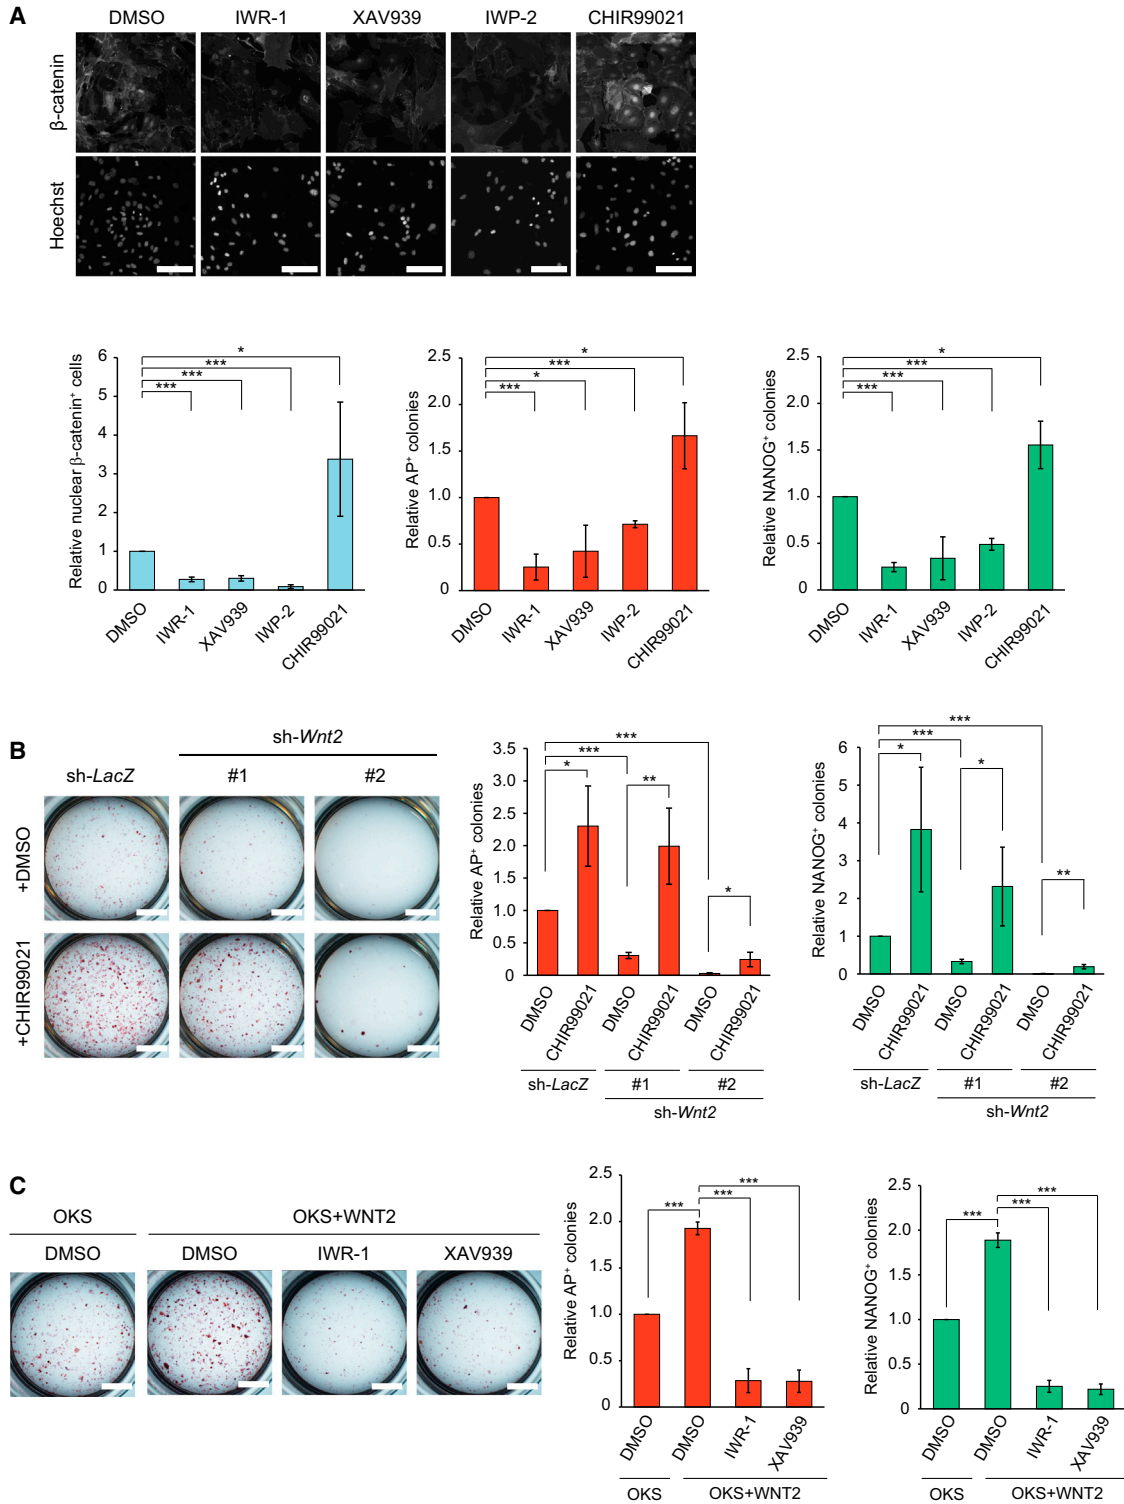 A
DMSO IWR-1 XAV939 IWP-2 CHIR99021
β-catenin
Hoechst
Relative nuclear β-catenin⁺ cells
6
5
4
3
2
1
0
*
***
***
***
DMSO
IWR-1
XAV939
IWP-2
CHIR99021
Relative AP⁺ colonies
2.5
2.0
1.5
1.0
0.5
0
*
***
*
***
DMSO
IWR-1
XAV939
IWP-2
CHIR99021
Relative NANOG⁺ colonies
2.5
2.0
1.5
1.0
0.5
0
*
***
***
***
DMSO
IWR-1
XAV939
IWP-2
CHIR99021
B
sh-Wnt2
sh-LacZ #1 #2
+DMSO
+CHIR99021
Relative AP⁺ colonies
3.5
3.0
2.5
2.0
1.5
1.0
0.5
0
***
***
*
**
*
DMSO
CHIR99021
DMSO
CHIR99021
DMSO
CHIR99021
sh-LacZ #1 #2
sh-Wnt2
Relative NANOG⁺ colonies
6
5
4
3
2
1
0
***
***
*
*
**
DMSO
CHIR99021
DMSO
CHIR99021
DMSO
CHIR99021
sh-LacZ #1 #2
sh-Wnt2
C
OKS OKS+WNT2
DMSO DMSO IWR-1 XAV939
Relative AP⁺ colonies
2.5
2.0
1.5
1.0
0.5
0
***
***
***
DMSO
DMSO
IWR-1
XAV939
OKS OKS+WNT2
Relative NANOG⁺ colonies
2.5
2.0
1.5
1.0
0.5
0
***
***
***
DMSO
DMSO
IWR-1
XAV939
OKS OKS+WNT2